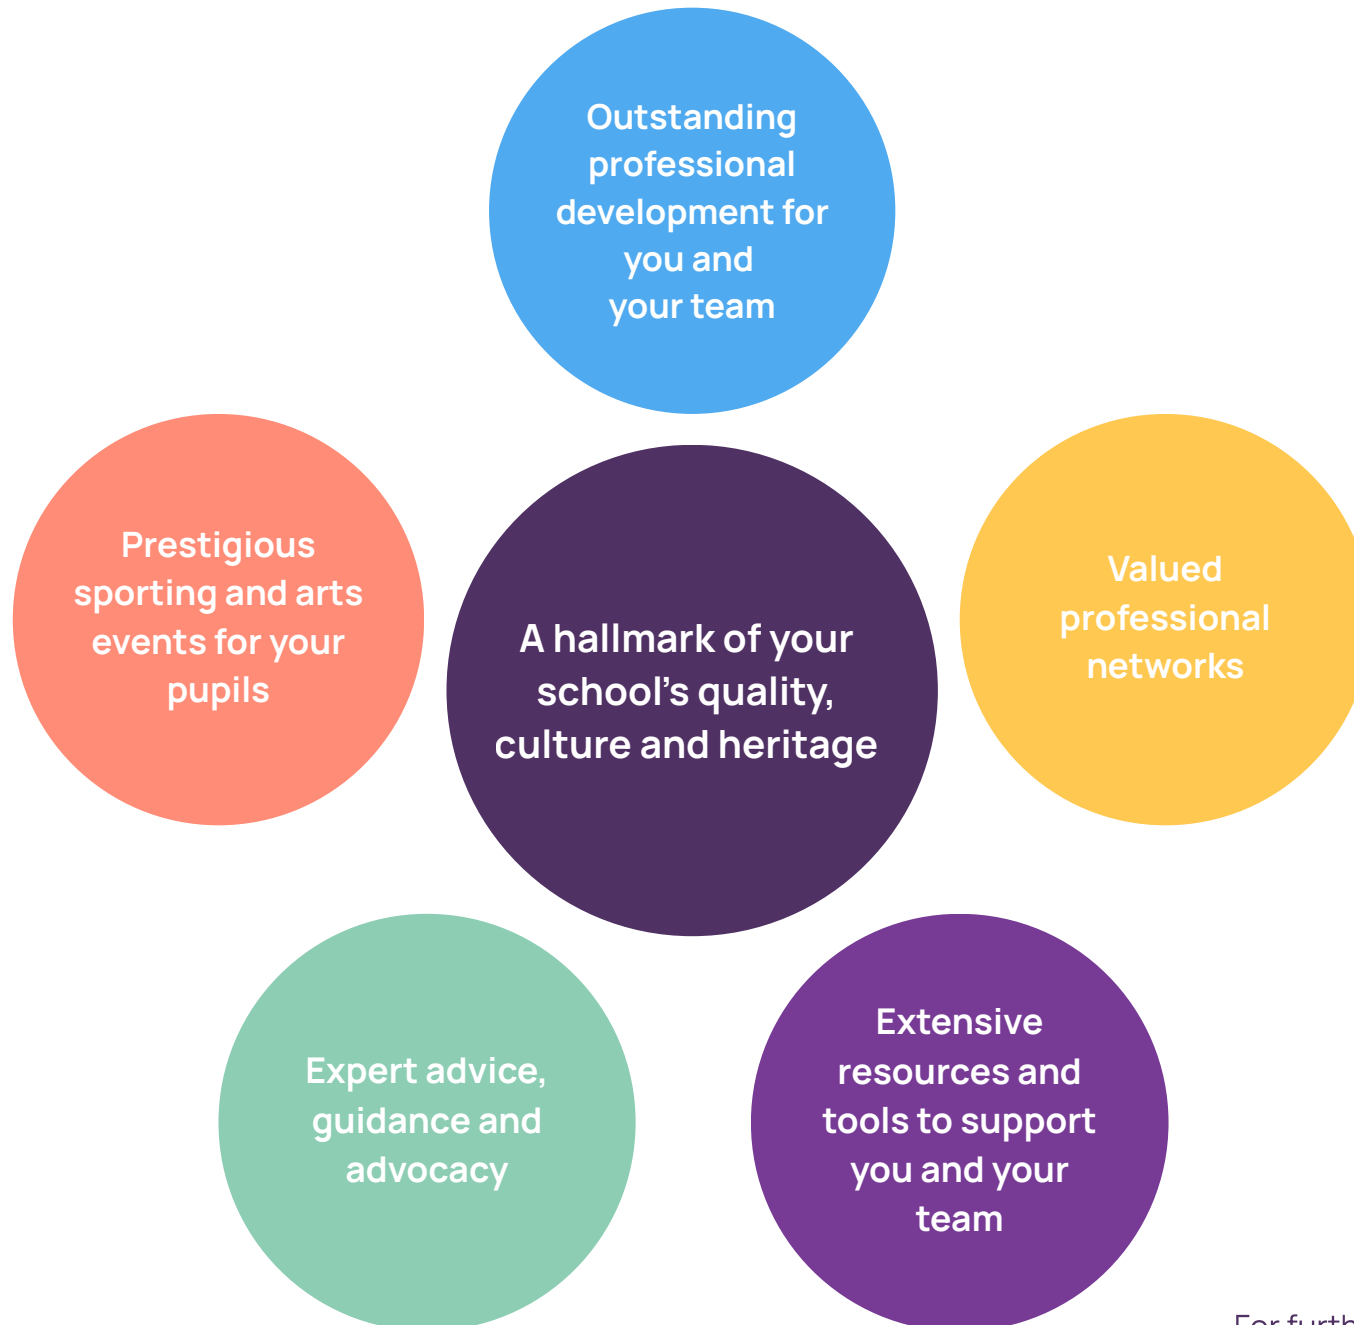 Outstanding
professional
development for
you and
your team
Prestigious
sporting and arts
events for your
pupils
A hallmark of your
school’s quality,
culture and heritage
Valued
professional
networks
Expert advice,
guidance and
advocacy
Extensive
resources and
tools to support
you and your
team
For